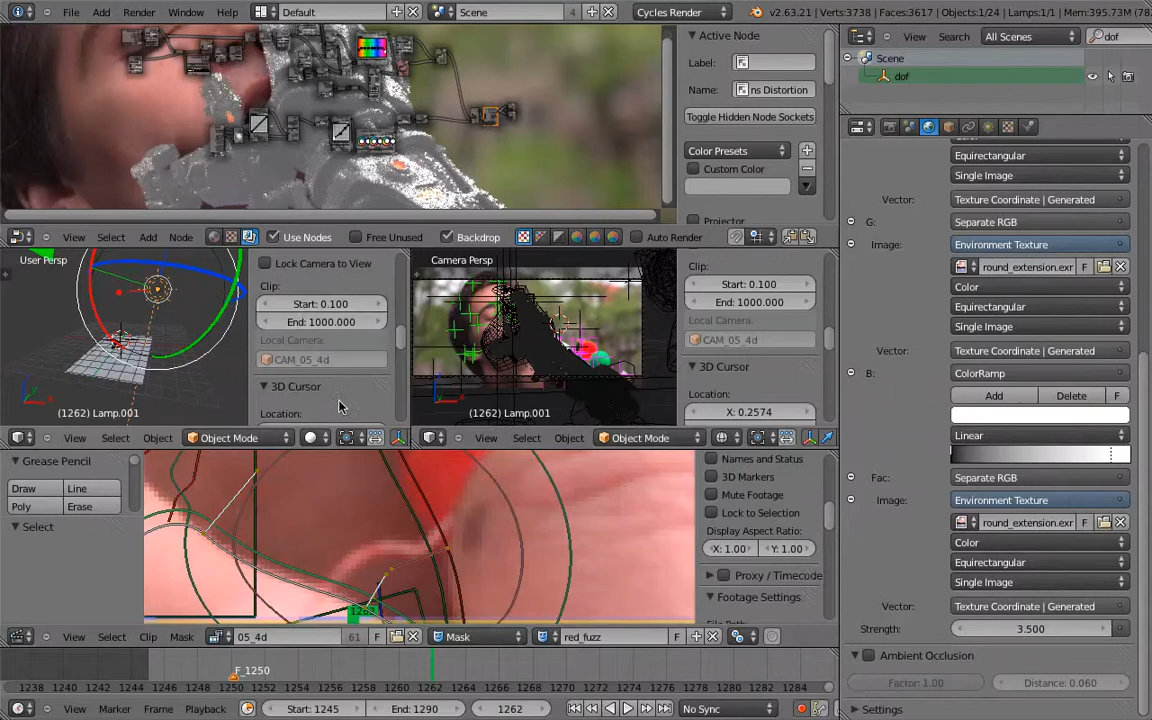 File Add Render Window Help Default Scene 4 Cycles Render v2.63.21 | Verts:3738 | Faces:3617 | Objects:1/24 | Lamps:1/1 | Mem:395.73M
View Search All Scenes dof
Scene
dof
Active Node
Label:
Name: ns Distortion
Toggle Hidden Node Sockets
Color Presets
Custom Color
Projector
View Select Add Node Use Nodes Free Unused Backdrop Auto Render
User Persp
Lock Camera to View
Clip:
Start: 0.100
End: 1000.000
Local Camera:
CAM_05_4d
3D Cursor
Location:
(1262) Lamp.001
View Select Object Object Mode
Camera Persp
Clip:
Start: 0.100
End: 1000.000
Local Camera:
CAM_05_4d
3D Cursor
Location:
X: 0.2574
(1262) Lamp.001
View Select Object Object Mode
Grease Pencil
Draw Line
Poly Erase
Select
1262
Names and Status
3D Markers
Mute Footage
Lock to Selection
Display Aspect Ratio:
X: 1.00 Y: 1.00
Proxy / Timecode
Footage Settings
View Select Clip Mask 05_4d 61 F Mask red_fuzz F
F_1250
1238 1240 1242 1244 1246 1248 1250 1252 1254 1256 1258 1260 1262 1264 1266 1268 1270 1272 1274 1276 1278 1280 1282 1284
View Marker Frame Playback Start: 1245 End: 1290 1262 No Sync
Equirectangular
Single Image
Vector: Texture Coordinate | Generated
G: Separate RGB
Image: Environment Texture
round_extension.exr F
Color
Equirectangular
Single Image
Vector: Texture Coordinate | Generated
B: ColorRamp
Add Delete F
Linear
Fac: Separate RGB
Image: Environment Texture
round_extension.exr F
Color
Equirectangular
Single Image
Vector: Texture Coordinate | Generated
Strength: 3.500
Ambient Occlusion
Factor: 1.00 Distance: 0.060
Settings